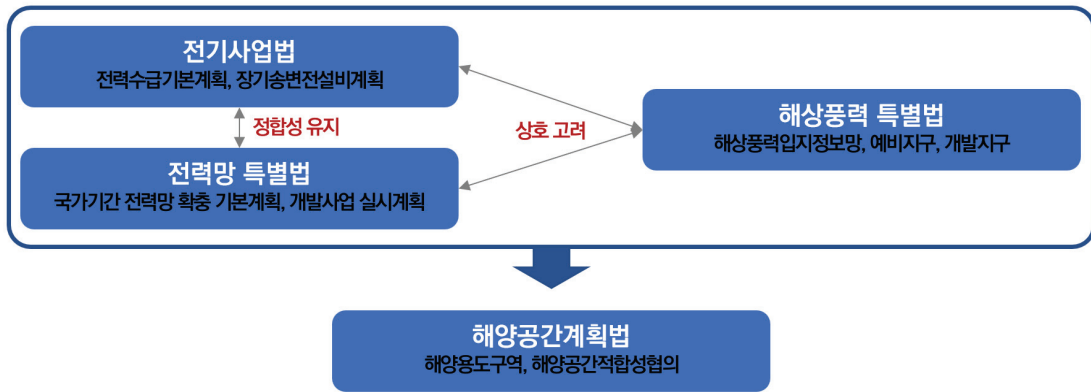 전기사업법
전력수급기본계획, 장기송변전설비계획
정합성 유지
전력망 특별법
국가기간 전력망 확충 기본계획, 개발사업 실시계획
상호 고려
해상풍력 특별법
해상풍력입지정보망, 예비지구, 개발지구
해양공간계획법
해양용도구역, 해양공간적합성협의